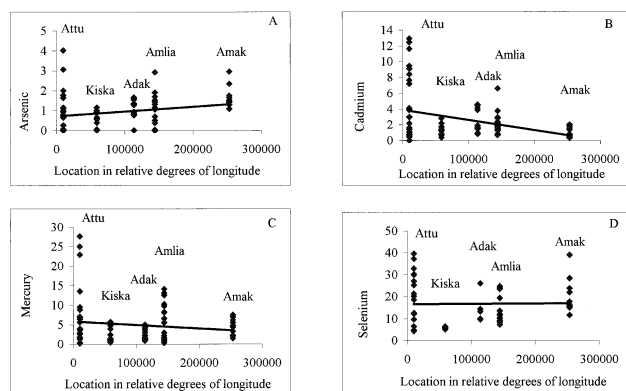 A
Attu
Kiska
Adak
Amlia
Amak
Arsenic
5
4
3
2
1
0
0
100000
200000
300000
Location in relative degrees of longitude
B
Attu
Kiska
Adak
Amlia
Amak
Cadmium
14
12
10
8
6
4
2
0
0
100000
200000
300000
Location in relative degrees of longitude
C
Attu
Kiska
Adak
Amlia
Amak
Mercury
30
25
20
15
10
5
0
0
100000
200000
300000
Location in relative degrees of longitude
D
Attu
Kiska
Adak
Amlia
Amak
Selenium
50
40
30
20
10
0
0
100000
200000
300000
Location in relative degrees of longitude